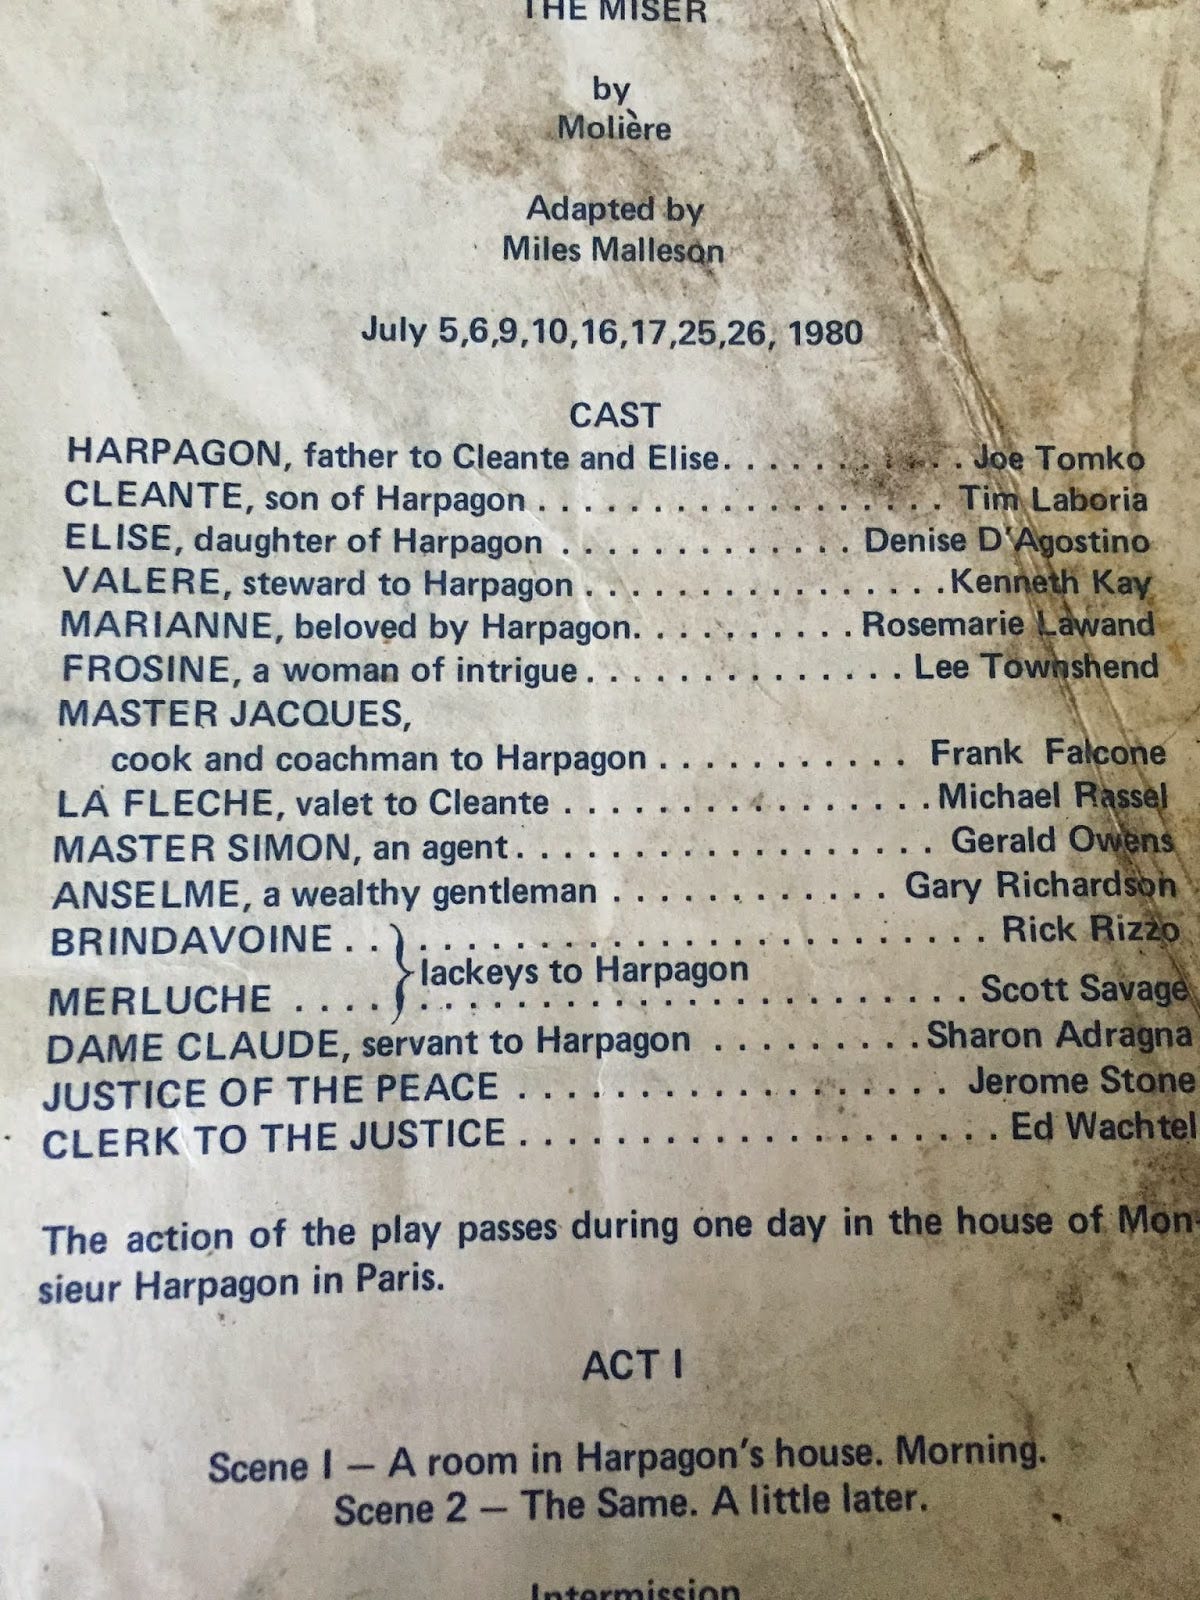 THE MISER
by
Molière
Adapted by
Miles Malleson
July 5,6,9,10,16,17,25,26, 1980
CAST
HARPAGON, father to Cleante and Elise. . . . . . . . . . . . Joe Tomko
CLEANTE, son of Harpagon . . . . . . . . . . . . . . . . . . Tim Laboria
ELISE, daughter of Harpagon . . . . . . . . . . . . . Denise D'Agostino
VALERE, steward to Harpagon . . . . . . . . . . . . . . . . Kenneth Kay
MARIANNE, beloved by Harpagon. . . . . . . . . . Rosemarie Lawand
FROSINE, a woman of intrigue . . . . . . . . . . . . . . Lee Townshend
MASTER JACQUES,
cook and coachman to Harpagon . . . . . . . . . . . Frank Falcone
LA FLECHE, valet to Cleante . . . . . . . . . . . . . . . . Michael Rassel
MASTER SIMON, an agent. . . . . . . . . . . . . . . . . . Gerald Owens
ANSELME, a wealthy gentleman . . . . . . . . . . . . Gary Richardson
BRINDAVOINE . . } . . . . . . . . . . . . . . . . . . . . . . . . Rick Rizzo
lackeys to Harpagon
MERLUCHE . . . . } . . . . . . . . . . . . . . . . . . . . . . . Scott Savage
DAME CLAUDE, servant to Harpagon . . . . . . . . . Sharon Adragna
JUSTICE OF THE PEACE . . . . . . . . . . . . . . . . . . Jerome Stone
CLERK TO THE JUSTICE . . . . . . . . . . . . . . . . . . . . Ed Wachtel
The action of the play passes during one day in the house of Mon-
sieur Harpagon in Paris.
ACT I
Scene I — A room in Harpagon's house. Morning.
Scene 2 — The Same. A little later.
Intermission